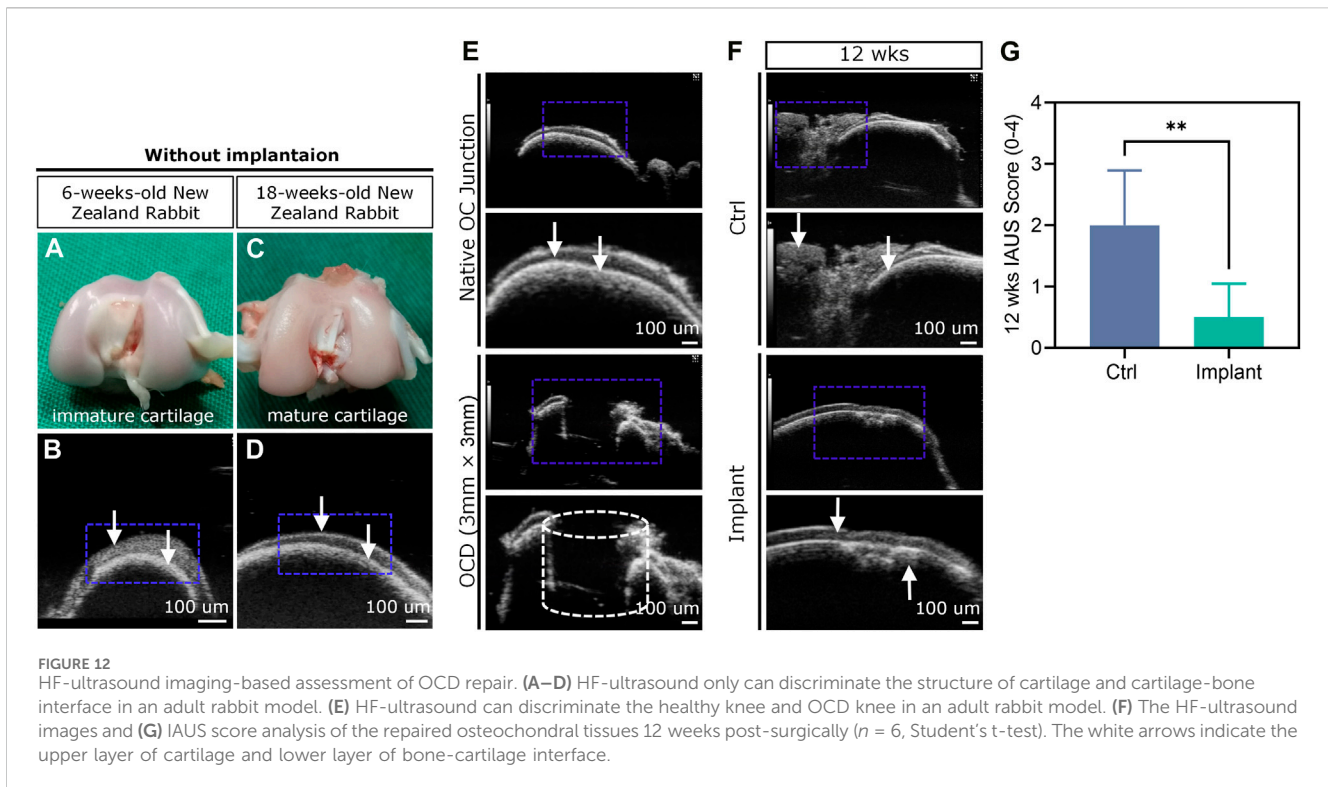 Without implantaion
6-weeks-old New
Zealand Rabbit
18-weeks-old New
Zealand Rabbit
A
immature cartilage
C
mature cartilage
B
100 um
D
100 um
E
Native OC Junction
100 um
OCD (3mm × 3mm)
100 um
F
12 wks
Ctrl
100 um
Implant
100 um
G
12 wks IAUS Score (0-4)
4
3
2
1
0
**
Ctrl
Implant
FIGURE 12
HF-ultrasound imaging-based assessment of OCD repair. (A–D) HF-ultrasound only can discriminate the structure of cartilage and cartilage-bone
interface in an adult rabbit model. (E) HF-ultrasound can discriminate the healthy knee and OCD knee in an adult rabbit model. (F) The HF-ultrasound
images and (G) IAUS score analysis of the repaired osteochondral tissues 12 weeks post-surgically (n = 6, Student's t-test). The white arrows indicate the
upper layer of cartilage and lower layer of bone-cartilage interface.